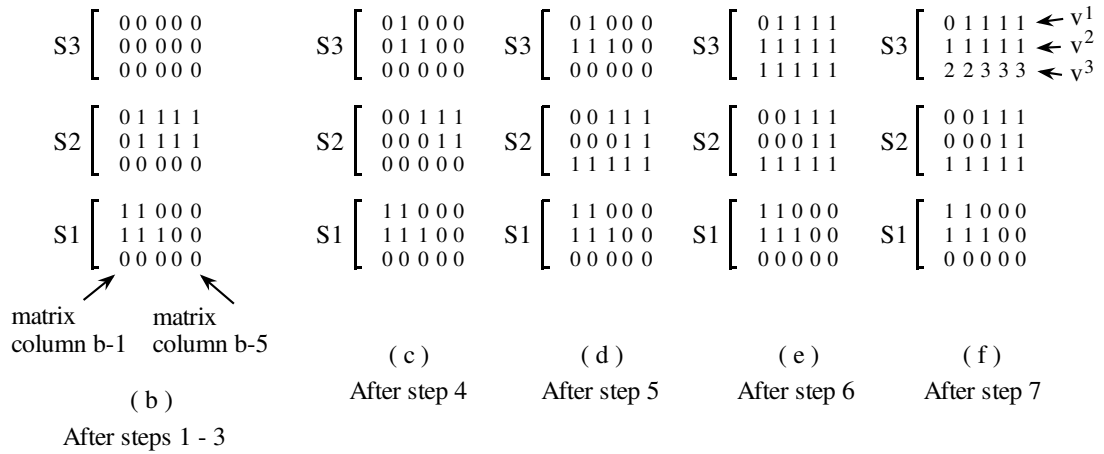 0 0 0 0 0
S3 0 0 0 0 0
0 0 0 0 0
0 1 1 1 1
S2 0 1 1 1 1
0 0 0 0 0
1 1 0 0 0
S1 1 1 1 0 0
0 0 0 0 0
matrix matrix
column b-1 column b-5
( b )
After steps 1 - 3
0 1 0 0 0
S3 0 1 1 0 0
0 0 0 0 0
0 0 1 1 1
S2 0 0 0 1 1
0 0 0 0 0
1 1 0 0 0
S1 1 1 1 0 0
0 0 0 0 0
( c )
After step 4
0 1 0 0 0
S3 1 1 1 0 0
0 0 0 0 0
0 0 1 1 1
S2 0 0 0 1 1
1 1 1 1 1
1 1 0 0 0
S1 1 1 1 0 0
0 0 0 0 0
( d )
After step 5
0 1 1 1 1
S3 1 1 1 1 1
1 1 1 1 1
0 0 1 1 1
S2 0 0 0 1 1
1 1 1 1 1
1 1 0 0 0
S1 1 1 1 0 0
0 0 0 0 0
( e )
After step 6
0 1 1 1 1 v1
S3 1 1 1 1 1 v2
2 2 3 3 3 v3
0 0 1 1 1
S2 0 0 0 1 1
1 1 1 1 1
1 1 0 0 0
S1 1 1 1 0 0
0 0 0 0 0
( f )
After step 7